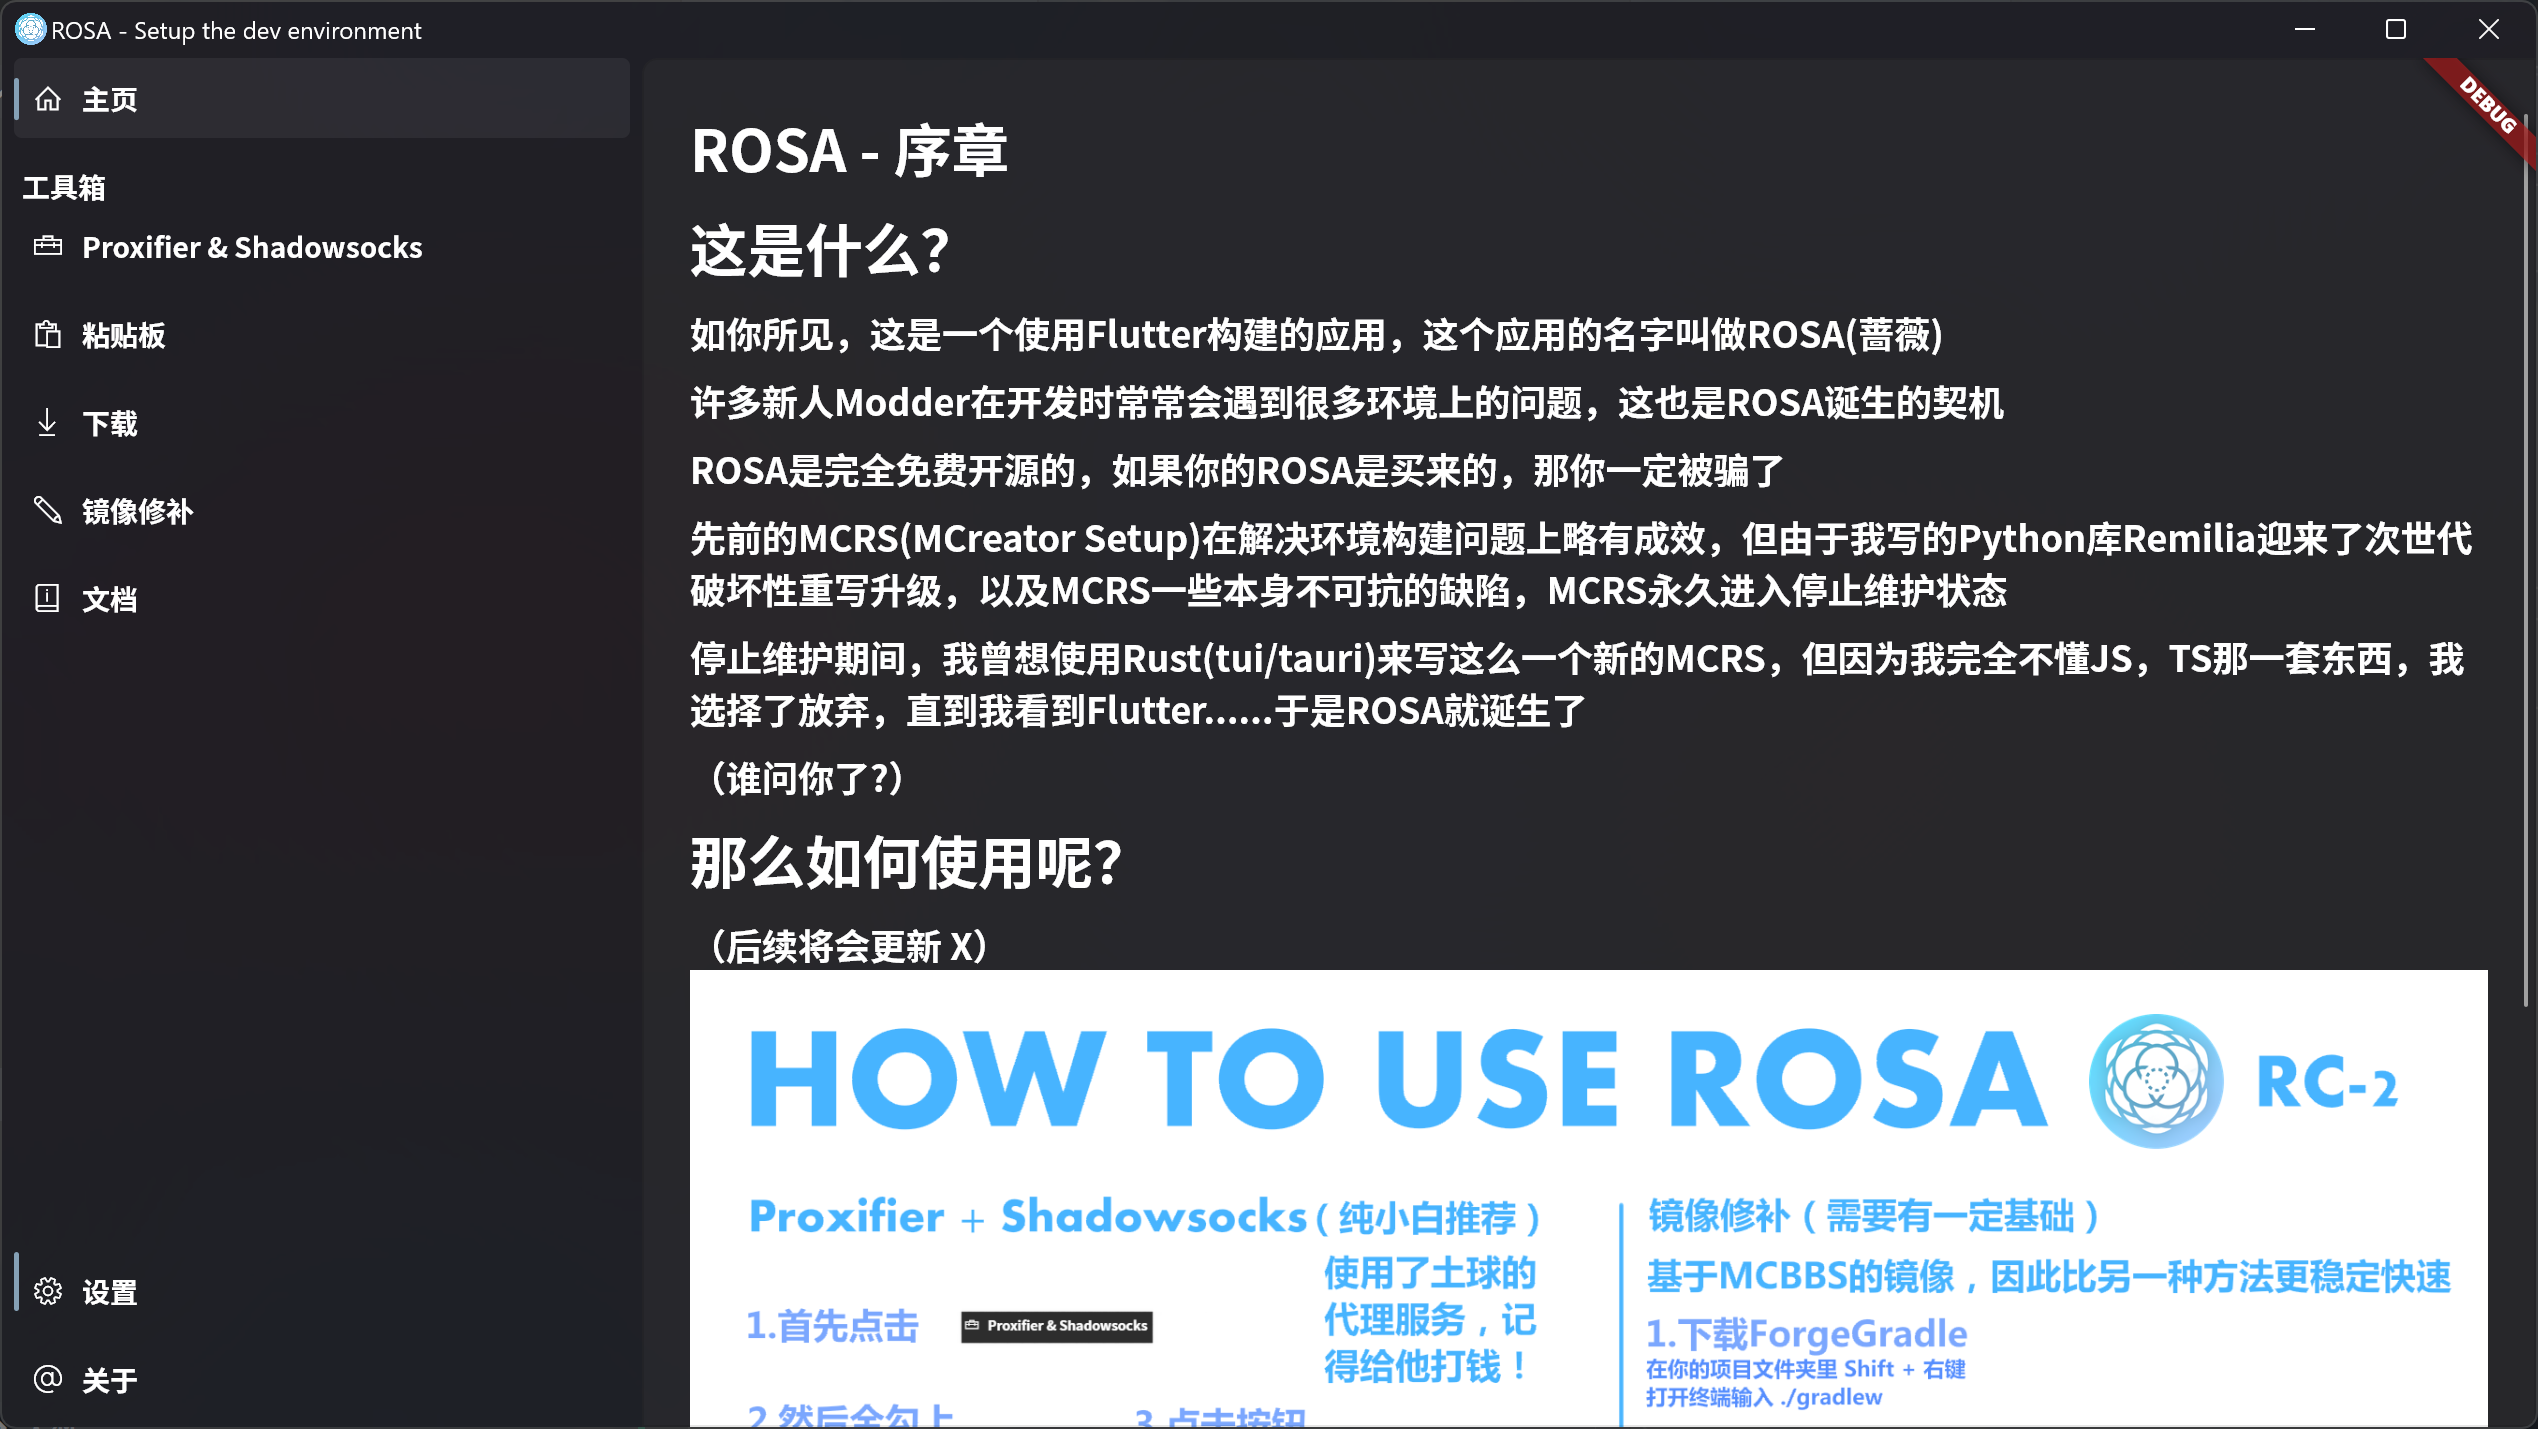 ROSA - Setup the dev environment
DEBUG
主页
工具箱
Proxifier & Shadowsocks
粘贴板
下载
镜像修补
文档
设置
关于
ROSA - 序章
这是什么？
如你所见，这是一个使用Flutter构建的应用，这个应用的名字叫做ROSA(蔷薇)
许多新人Modder在开发时常常会遇到很多环境上的问题，这也是ROSA诞生的契机
ROSA是完全免费开源的，如果你的ROSA是买来的，那你一定被骗了
先前的MCRS(MCreator Setup)在解决环境构建问题上略有成效，但由于我写的Python库Remilia迎来了次世代
破坏性重写升级，以及MCRS一些本身不可抗的缺陷，MCRS永久进入停止维护状态
停止维护期间，我曾想使用Rust(tui/tauri)来写这么一个新的MCRS，但因为我完全不懂JS，TS那一套东西，我
选择了放弃，直到我看到Flutter......于是ROSA就诞生了
（谁问你了?）
那么如何使用呢？
（后续将会更新 X）
HOW TO USE ROSA
RC-2
Proxifier + Shadowsocks（纯小白推荐）
使用了土球的
代理服务，记
得给他打钱！
1.首先点击
Proxifier & Shadowsocks
2.然后全勾上
3.点击按钮
镜像修补（需要有一定基础）
基于MCBBS的镜像，因此比另一种方法更稳定快速
1.下载ForgeGradle
在你的项目文件夹里 Shift + 右键
打开终端输入 ./gradlew